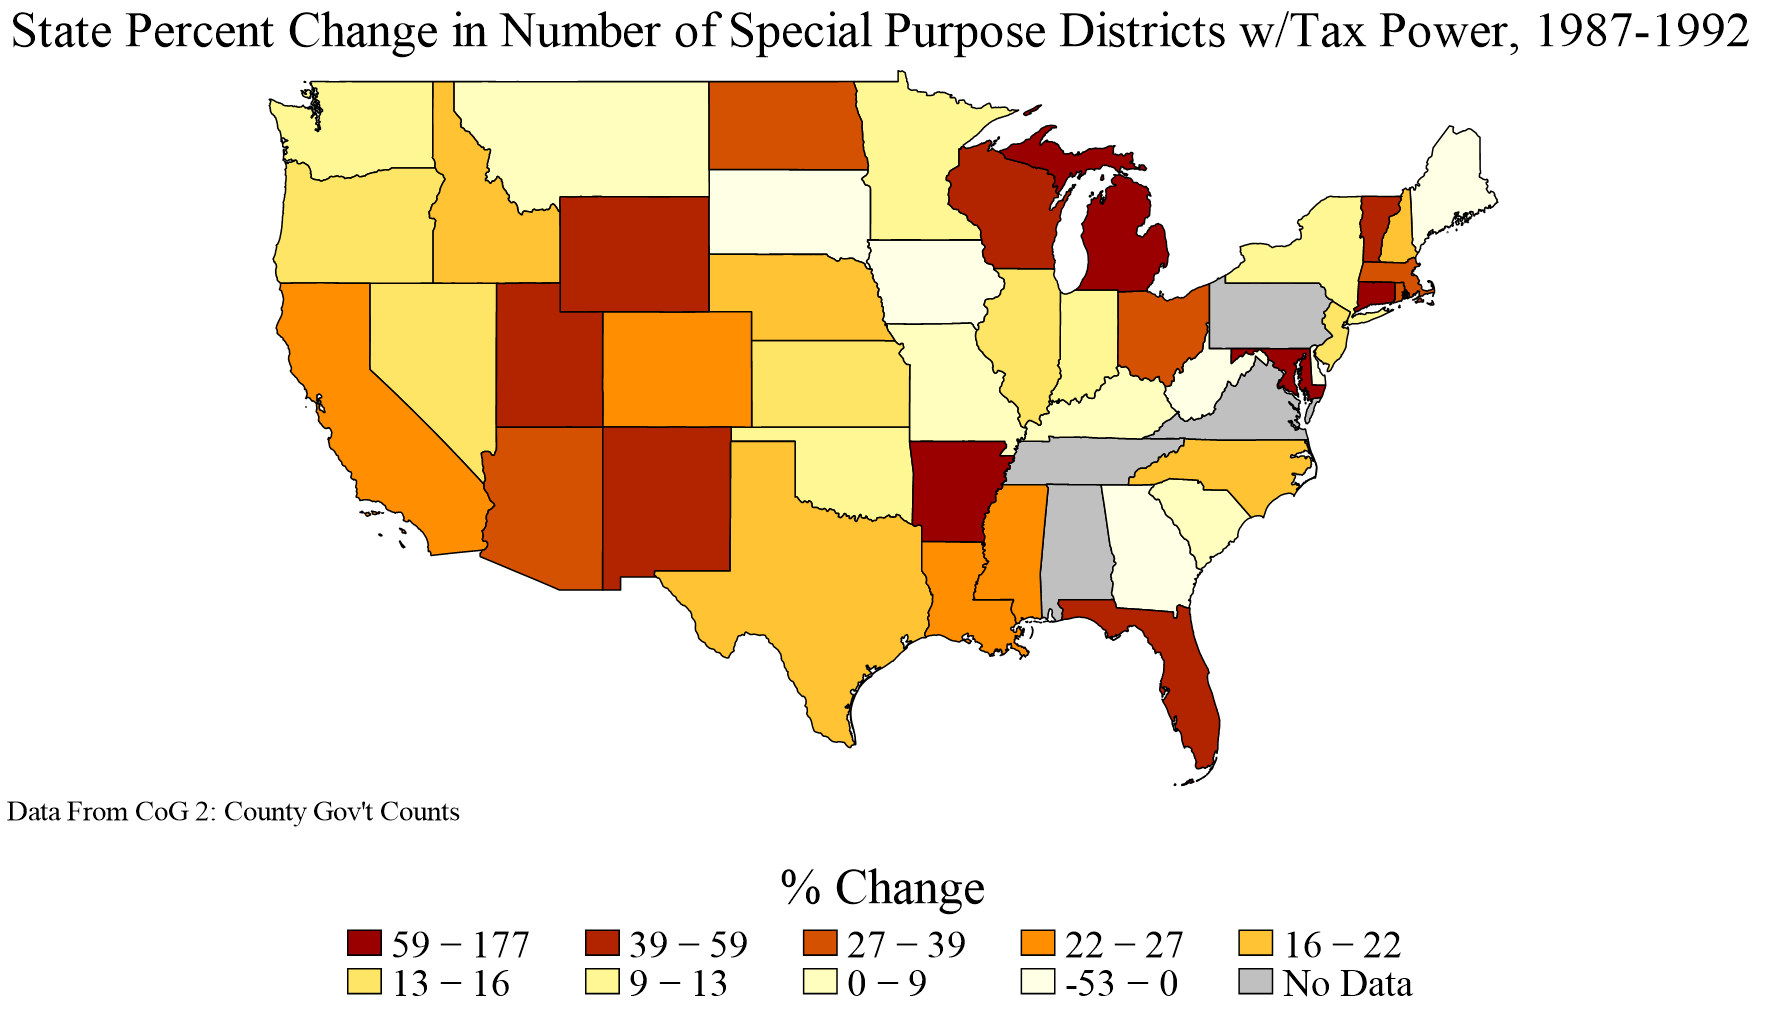 State Percent Change in Number of Special Purpose Districts w/Tax Power, 1987-1992
Data From CoG 2: County Gov't Counts
% Change
59 – 177 39 – 59 27 – 39 22 – 27 16 – 22
13 – 16 9 – 13 0 – 9 -53 – 0 No Data